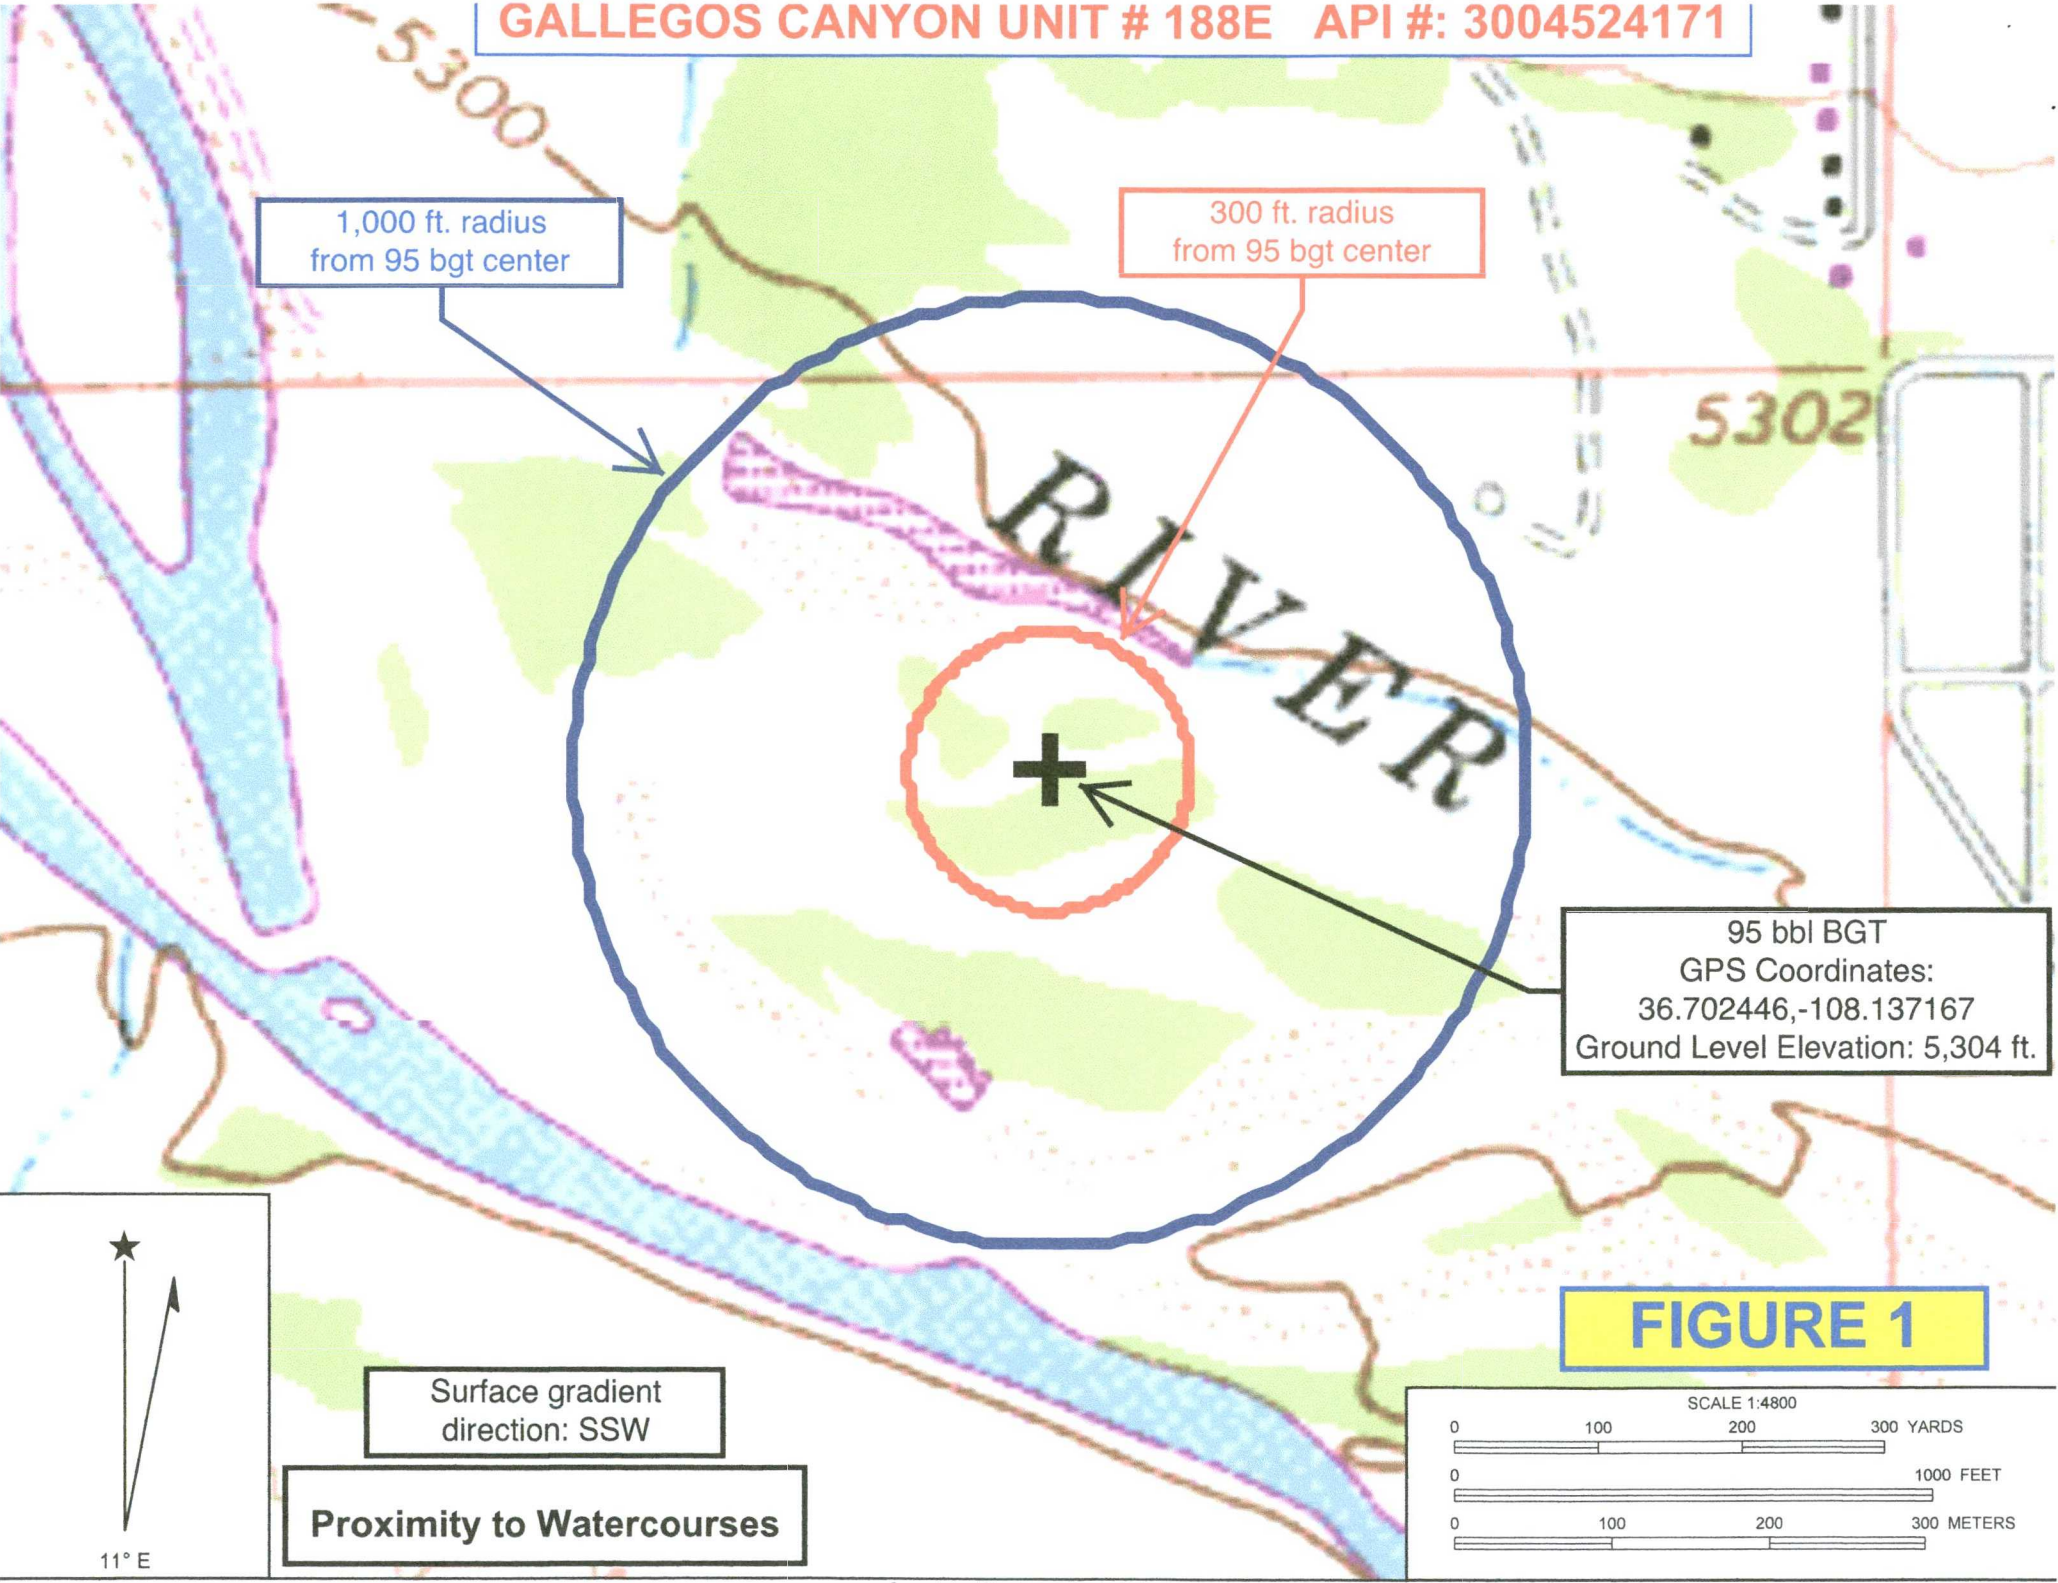 GALLEGOS CANYON UNIT # 188E API #: 3004524171
5300
1,000 ft. radius
from 95 bgt center
300 ft. radius
from 95 bgt center
5302
RIVER
95 bbl BGT
GPS Coordinates:
36.702446,-108.137167
Ground Level Elevation: 5,304 ft.
FIGURE 1
Surface gradient
direction: SSW
Proximity to Watercourses
11° E
SCALE 1:4800
0 100 200 300 YARDS
0 1000 FEET
0 100 200 300 METERS